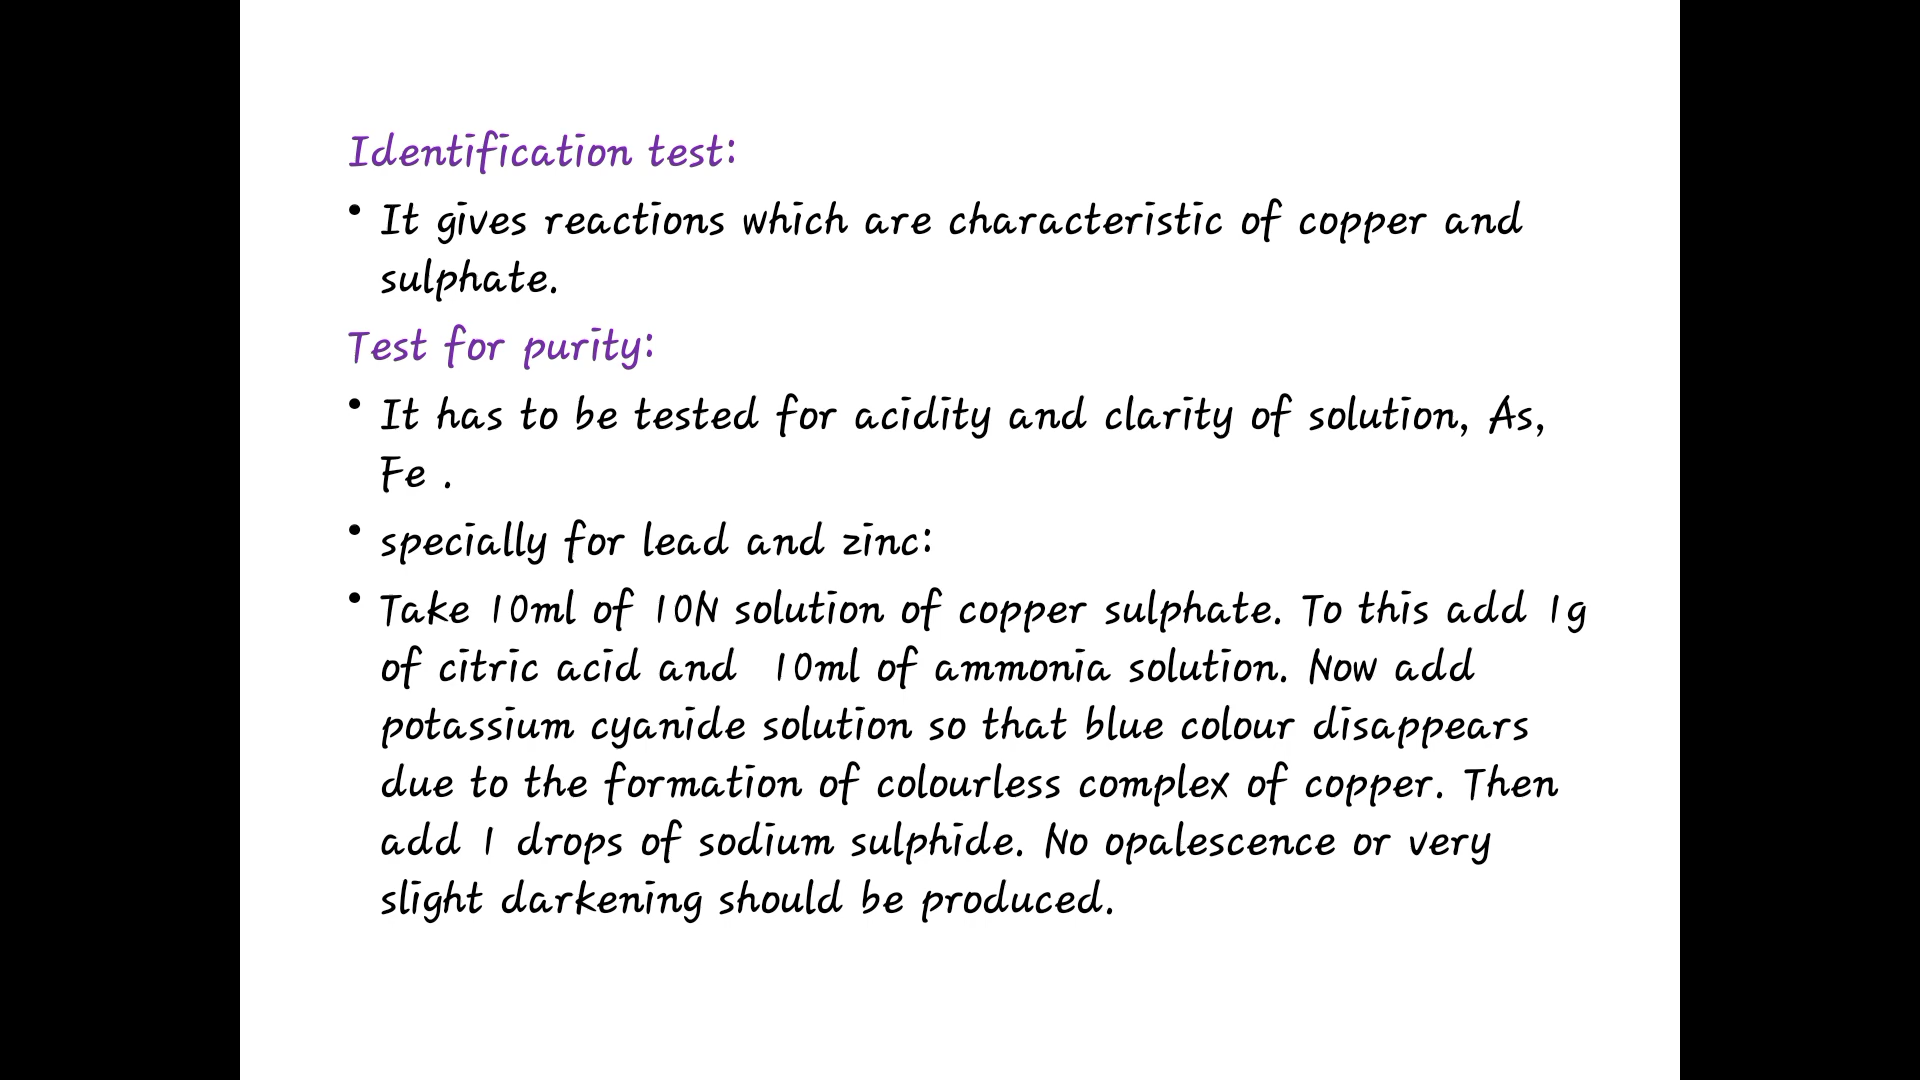 Identification test:
• It gives reactions which are characteristic of copper and
sulphate.
Test for purity:
• It has to be tested for acidity and clarity of solution, As,
Fe .
• specially for lead and zinc:
• Take 10ml of 10N solution of copper sulphate. To this add 1g
of citric acid and 10ml of ammonia solution. Now add
potassium cyanide solution so that blue colour disappears
due to the formation of colourless complex of copper. Then
add 1 drops of sodium sulphide. No opalescence or very
slight darkening should be produced.